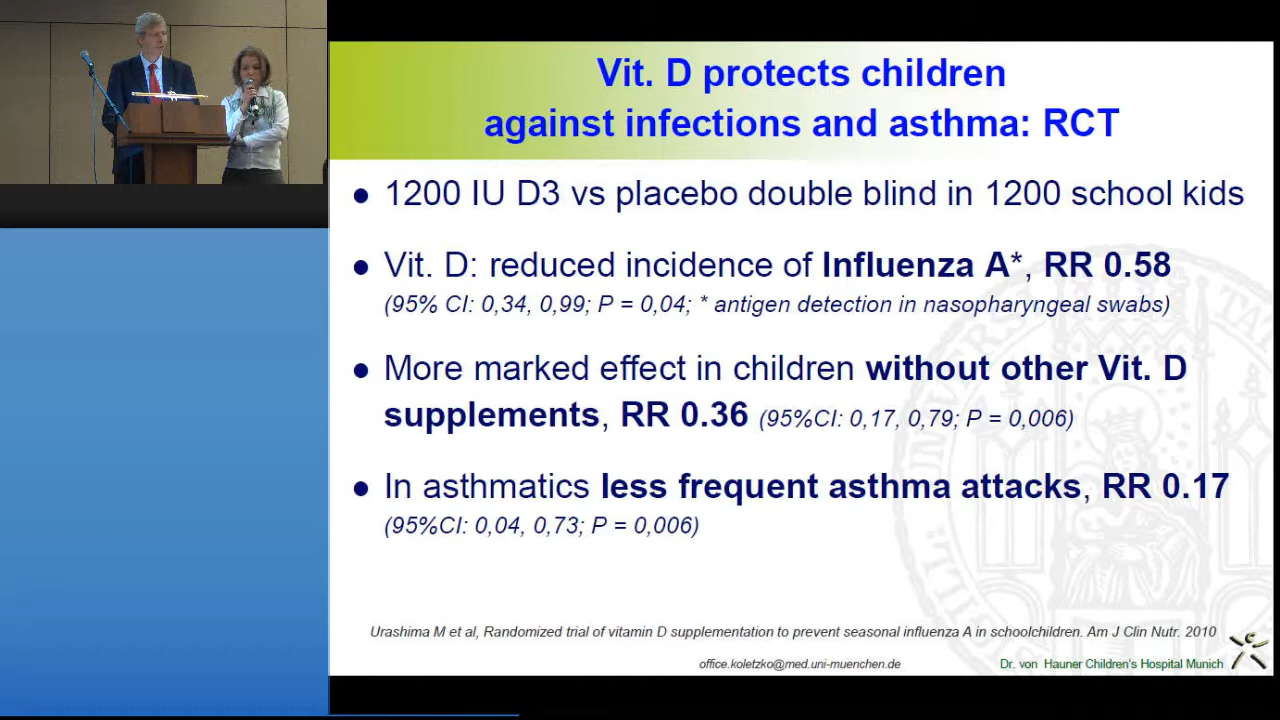 Vit. D protects children
against infections and asthma: RCT
● 1200 IU D3 vs placebo double blind in 1200 school kids
● Vit. D: reduced incidence of Influenza A*, RR 0.58
(95% CI: 0,34, 0,99; P = 0,04; * antigen detection in nasopharyngeal swabs)
● More marked effect in children without other Vit. D
supplements, RR 0.36 (95%CI: 0,17, 0,79; P = 0,006)
● In asthmatics less frequent asthma attacks, RR 0.17
(95%CI: 0,04, 0,73; P = 0,006)
Urashima M et al, Randomized trial of vitamin D supplementation to prevent seasonal influenza A in schoolchildren. Am J Clin Nutr. 2010
office.koletzko@med.uni-muenchen.de
Dr. von Hauner Children's Hospital Munich